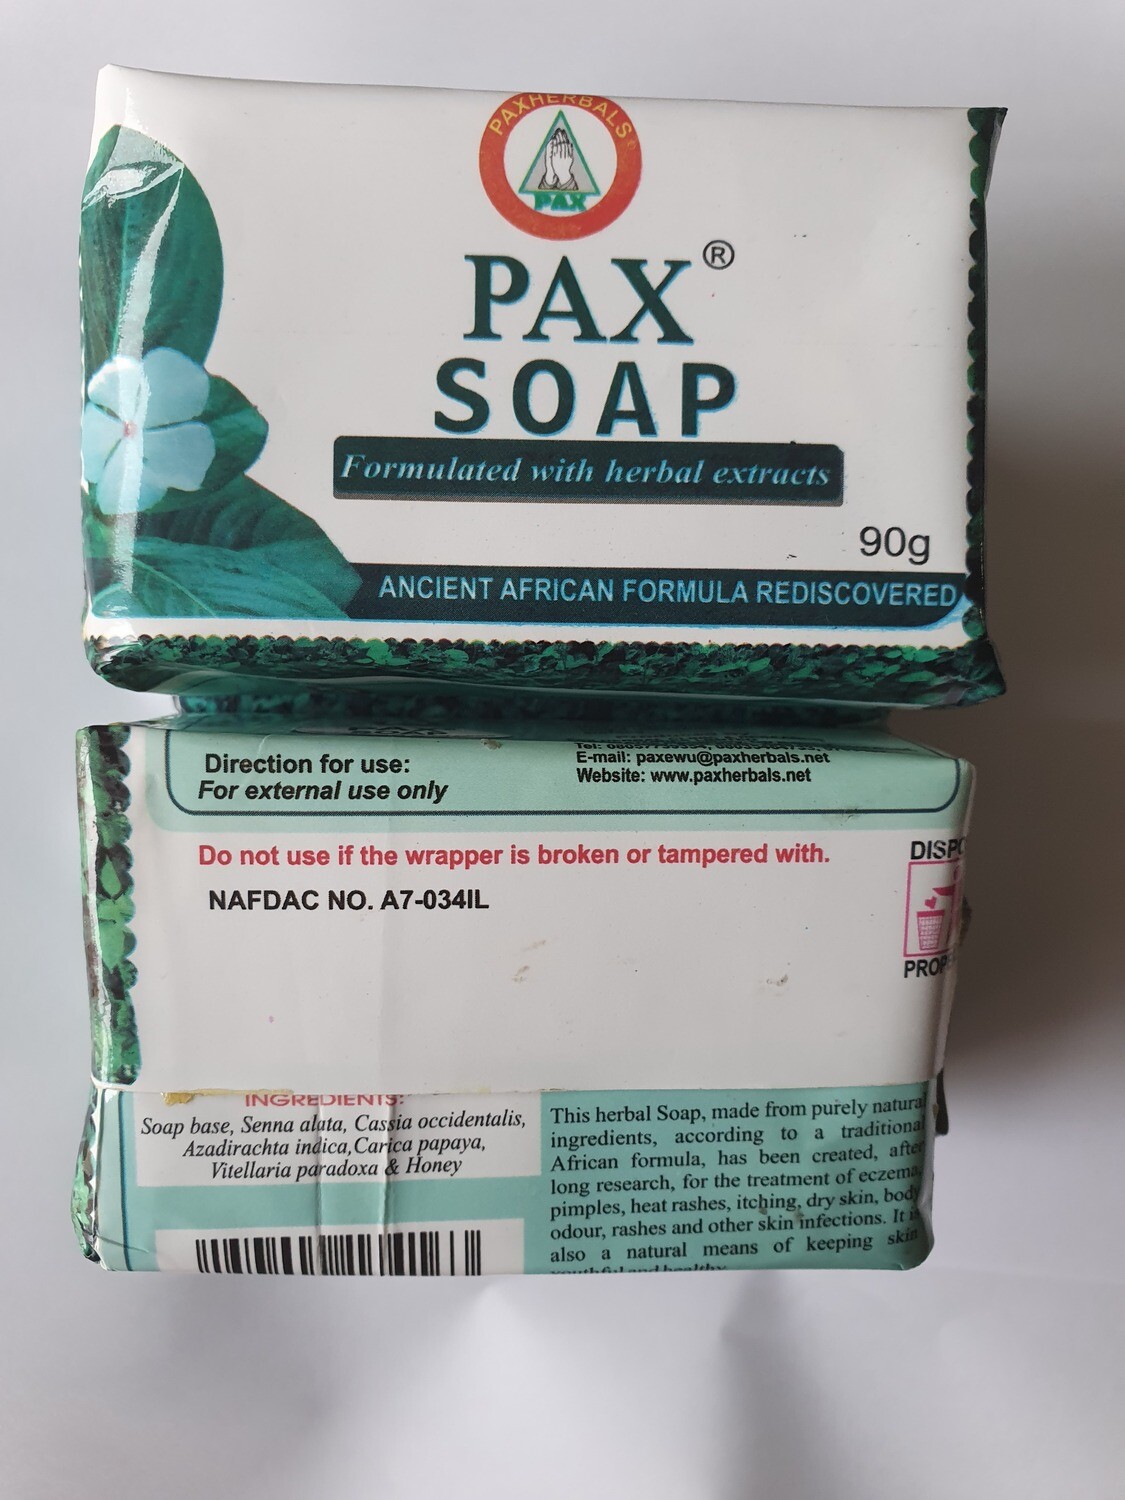 PAXHERBALS
PAX
PAX®
SOAP
Formulated with herbal extracts
90g
ANCIENT AFRICAN FORMULA REDISCOVERED
Direction for use:
For external use only
E-mail: paxewu@paxherbals.net
Website: www.paxherbals.net
Do not use if the wrapper is broken or tampered with.
NAFDAC NO. A7-034IL
DISPO
PROPE
INGREDIENTS:
Soap base, Senna alata, Cassia occidentalis,
Azadirachta indica,Carica papaya,
Vitellaria paradoxa & Honey
This herbal Soap, made from purely natural
ingredients, according to a traditional
African formula, has been created, after
long research, for the treatment of eczema,
pimples, heat rashes, itching, dry skin, body
odour, rashes and other skin infections. It is
also a natural means of keeping skin
youthful and healthy